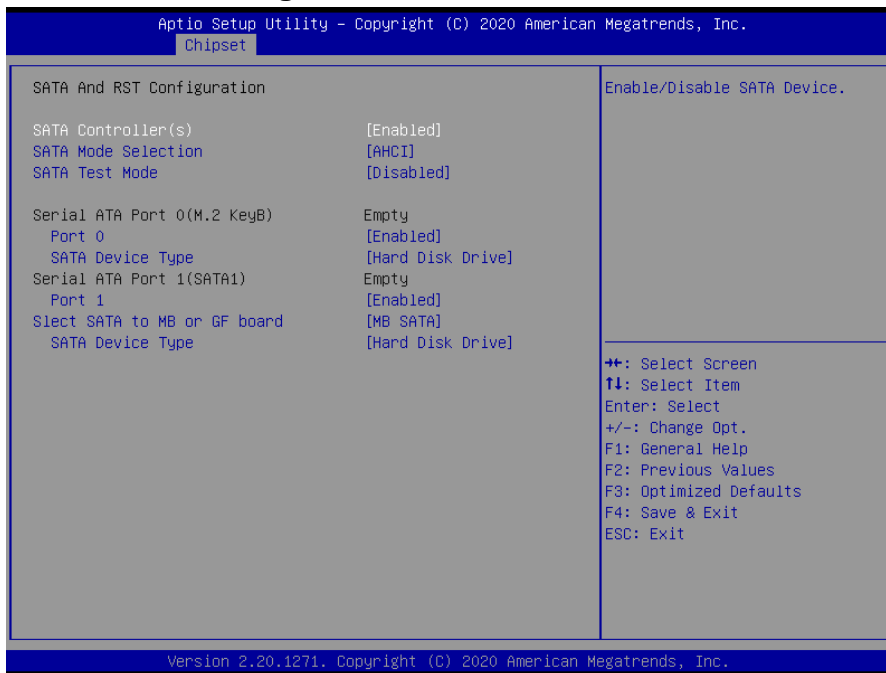 Aptio Setup Utility – Copyright (C) 2020 American Megatrends, Inc.
Chipset
SATA And RST Configuration
SATA Controller(s) [Enabled]
SATA Mode Selection [AHCI]
SATA Test Mode [Disabled]
Serial ATA Port 0(M.2 KeyB) Empty
Port 0 [Enabled]
SATA Device Type [Hard Disk Drive]
Serial ATA Port 1(SATA1) Empty
Port 1 [Enabled]
Slect SATA to MB or GF board [MB SATA]
SATA Device Type [Hard Disk Drive]
Enable/Disable SATA Device.
→←: Select Screen
↑↓: Select Item
Enter: Select
+/-: Change Opt.
F1: General Help
F2: Previous Values
F3: Optimized Defaults
F4: Save & Exit
ESC: Exit
Version 2.20.1271. Copyright (C) 2020 American Megatrends, Inc.